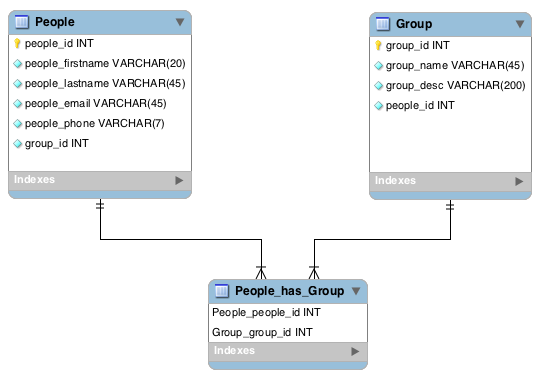 People
people_id INT
people_firstname VARCHAR(20)
people_lastname VARCHAR(45)
people_email VARCHAR(45)
people_phone VARCHAR(7)
group_id INT
Indexes
Group
group_id INT
group_name VARCHAR(45)
group_desc VARCHAR(200)
people_id INT
Indexes
People_has_Group
People_people_id INT
Group_group_id INT
Indexes